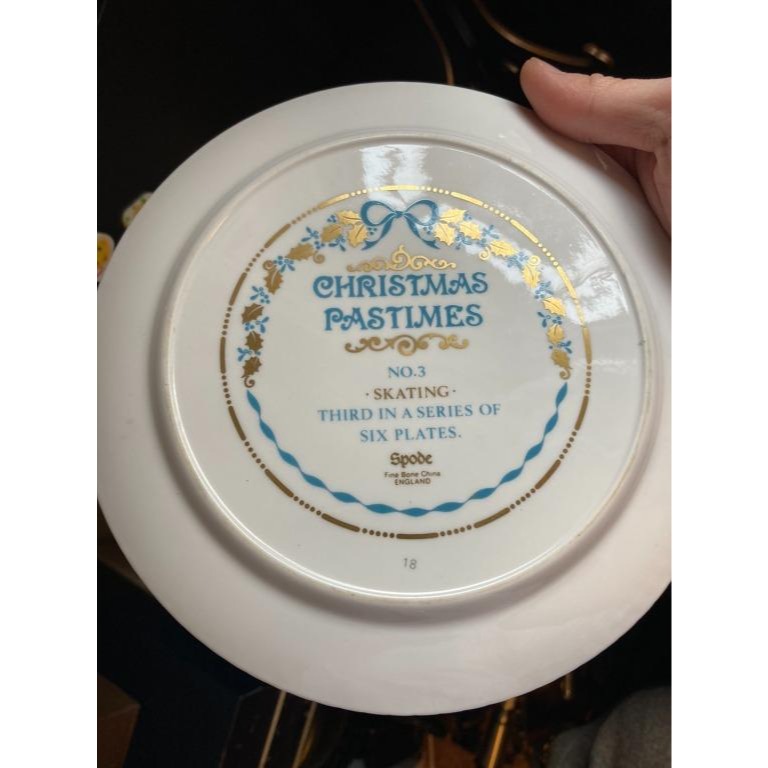 CHRISTMAS
PASTIMES
NO.3
· SKATING ·
THIRD IN A SERIES OF
SIX PLATES.
Spode
Fine Bone China
ENGLAND
18